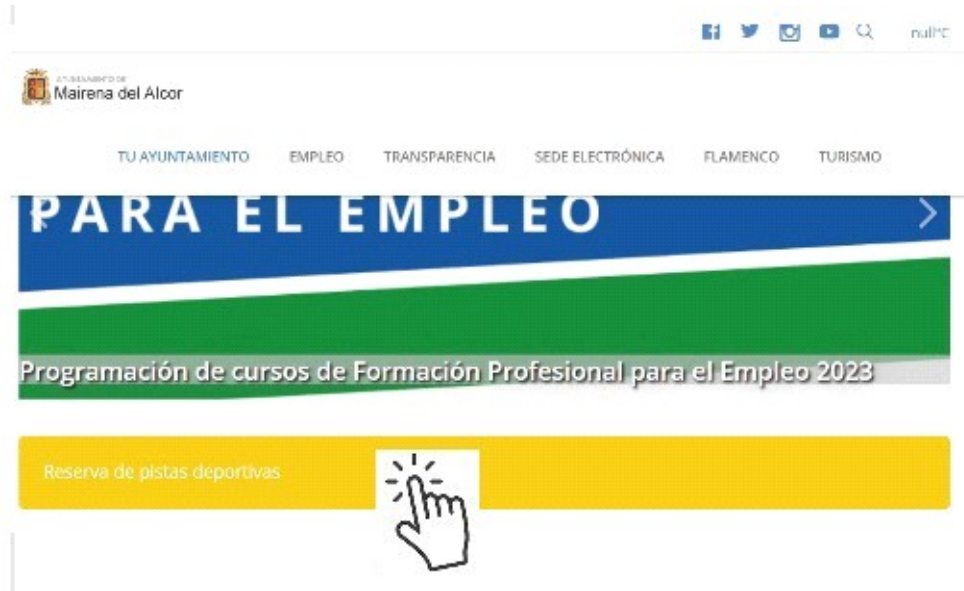 null°C
AYUNTAMIENTO DE
Mairena del Alcor
TU AYUNTAMIENTO EMPLEO TRANSPARENCIA SEDE ELECTRÓNICA FLAMENCO TURISMO
PARA EL EMPLEO
Programación de cursos de Formación Profesional para el Empleo 2023
Reserva de pistas deportivas